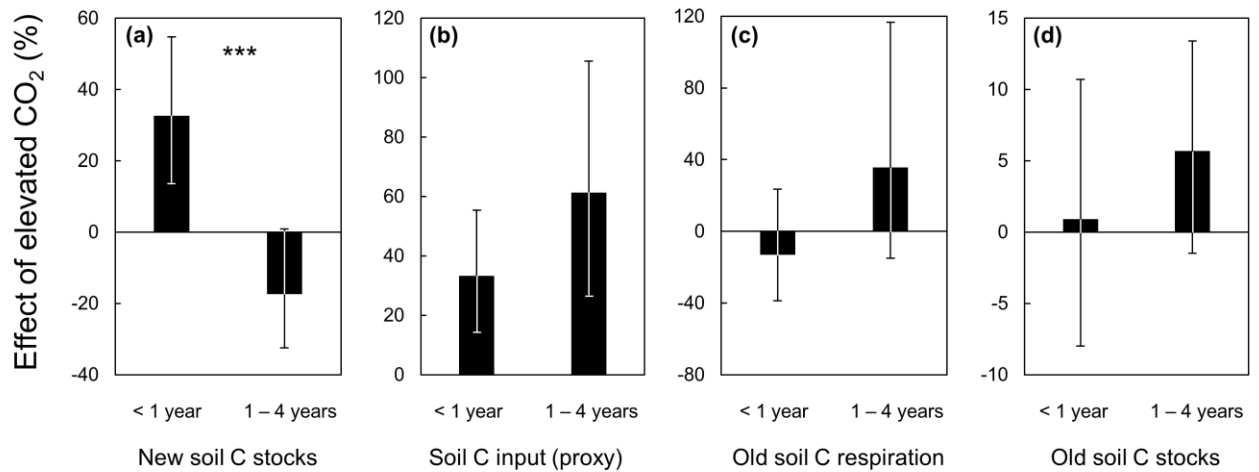 Effect of elevated CO₂ (%)
(a)
***
60
40
20
0
-20
-40
< 1 year
1 – 4 years
New soil C stocks
(b)
120
100
80
60
40
20
0
< 1 year
1 – 4 years
Soil C input (proxy)
(c)
120
80
40
0
-40
-80
< 1 year
1 – 4 years
Old soil C respiration
(d)
15
10
5
0
-5
-10
< 1 year
1 – 4 years
Old soil C stocks